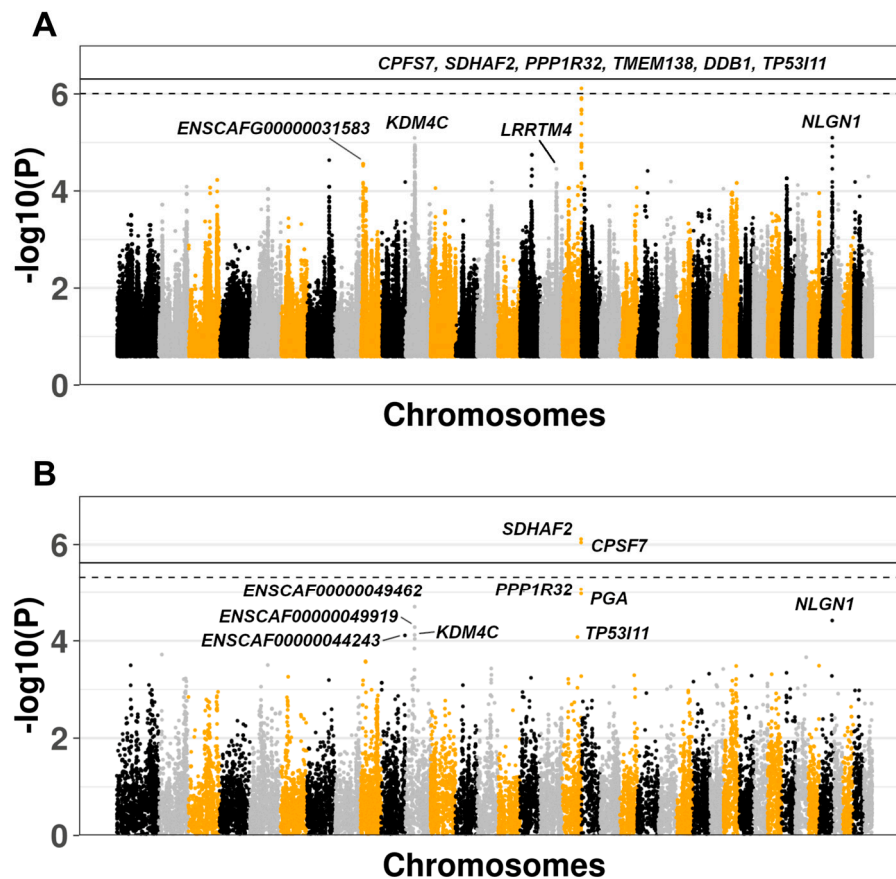 A
CPFS7, SDHAF2, PPP1R32, TMEM138, DDB1, TP53I11
6
ENSCAFG00000031583
KDM4C
LRRTM4
NLGN1
4
-log10(P)
2
0
Chromosomes
B
6
SDHAF2
CPSF7
ENSCAF00000049462
PPP1R32
PGA
NLGN1
ENSCAF00000049919
4
ENSCAF00000044243
KDM4C
TP53I11
-log10(P)
2
0
Chromosomes